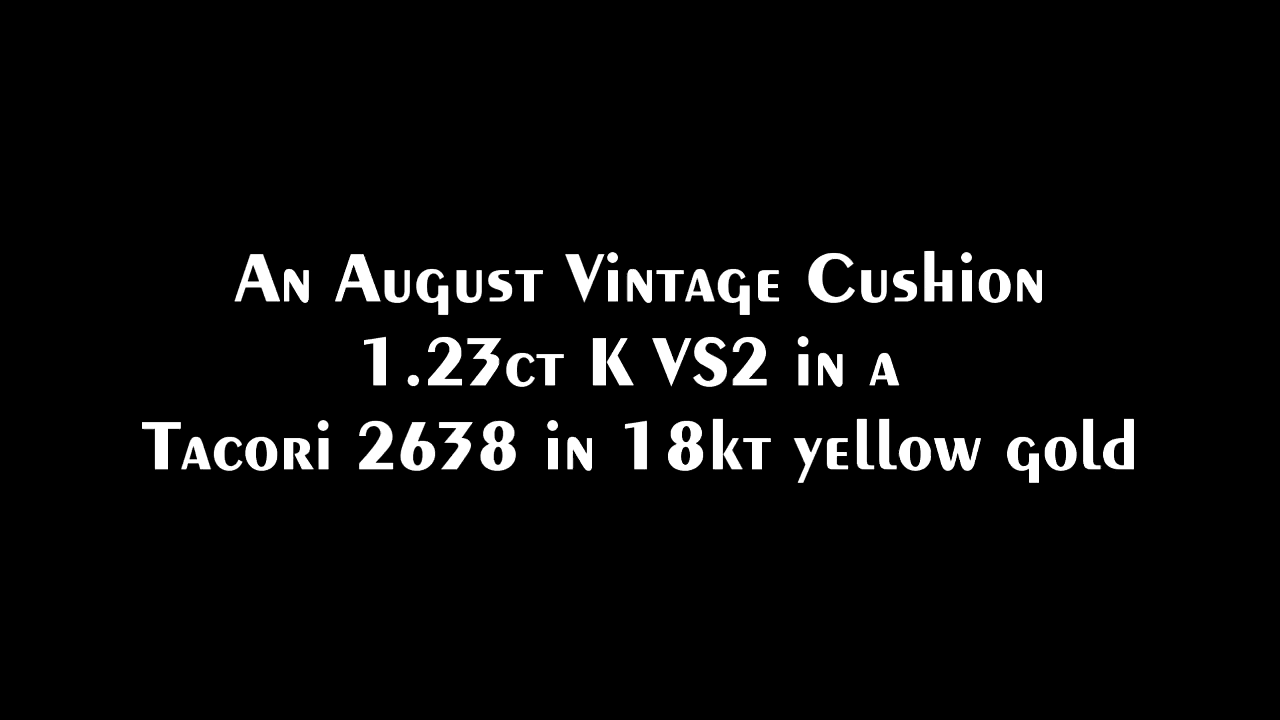 An August Vintage Cushion
1.23ct K VS2 in a
Tacori 2638 in 18kt yellow gold